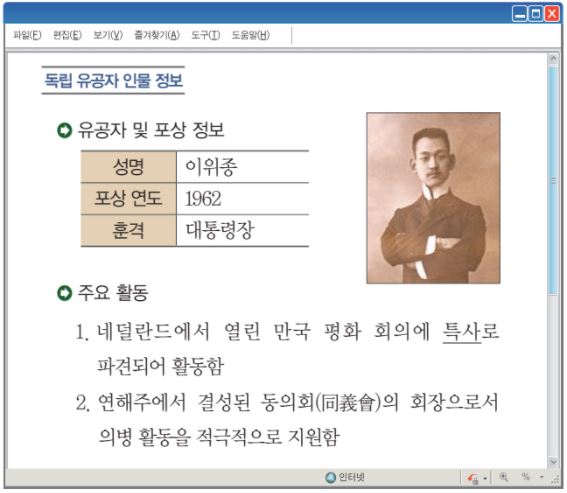 파일(F) 편집(E) 보기(V) 즐겨찾기(A) 도구(T) 도움말(H)
독립 유공자 인물 정보
유공자 및 포상 정보
성명 이위종
포상 연도 1962
훈격 대통령장
주요 활동
1. 네덜란드에서 열린 만국 평화 회의에 특사로
파견되어 활동함
2. 연해주에서 결성된 동의회(同義會)의 회장으로서
의병 활동을 적극적으로 지원함
인터넷 %